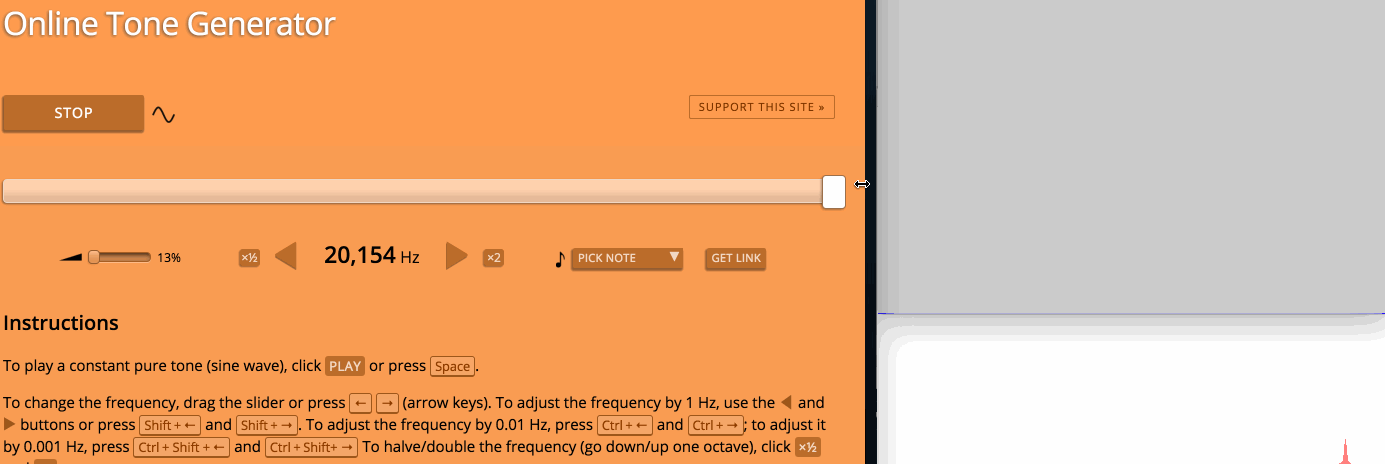 Online Tone Generator
STOP
SUPPORT THIS SITE »
13%
×½
20,154 Hz
×2
PICK NOTE ▼
GET LINK
Instructions
To play a constant pure tone (sine wave), click PLAY or press Space.
To change the frequency, drag the slider or press ← → (arrow keys). To adjust the frequency by 1 Hz, use the ◀ and
▶ buttons or press Shift + ← and Shift + →. To adjust the frequency by 0.01 Hz, press Ctrl + ← and Ctrl + →; to adjust it
by 0.001 Hz, press Ctrl + Shift + ← and Ctrl + Shift+ → To halve/double the frequency (go down/up one octave), click ×½